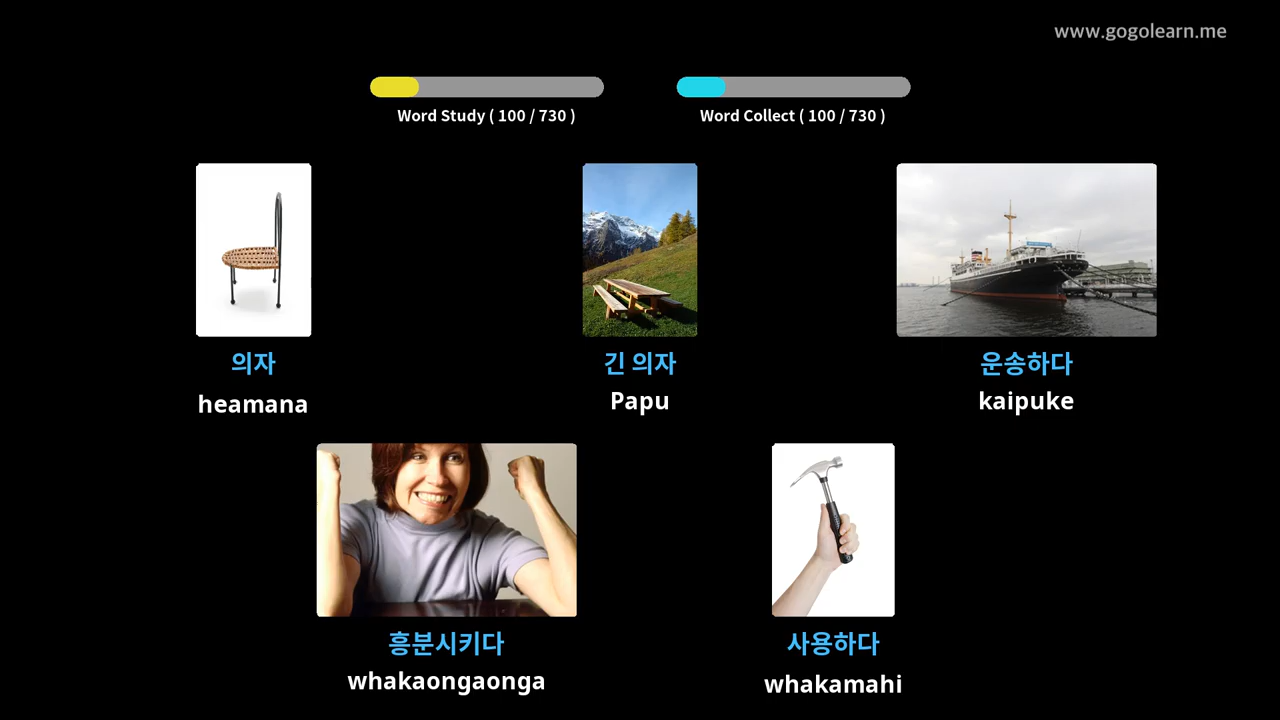 www.gogolearn.me
Word Study ( 100 / 730 )
Word Collect ( 100 / 730 )
의자
heamana
긴 의자
Papu
운송하다
kaipuke
흥분시키다
whakaongaonga
사용하다
whakamahi